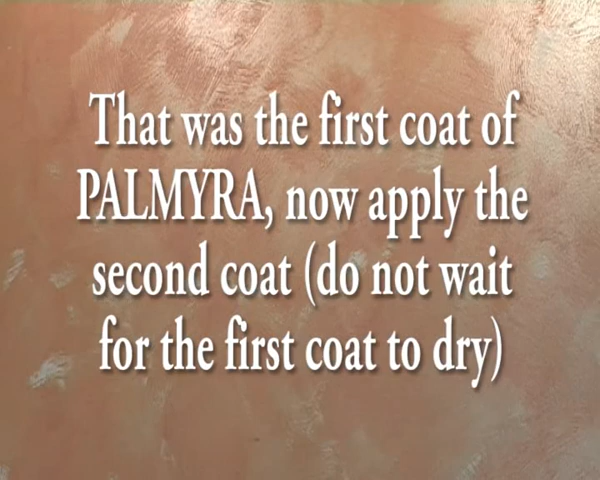 That was the first coat of
PALMYRA, now apply the
second coat (do not wait
for the first coat to dry)